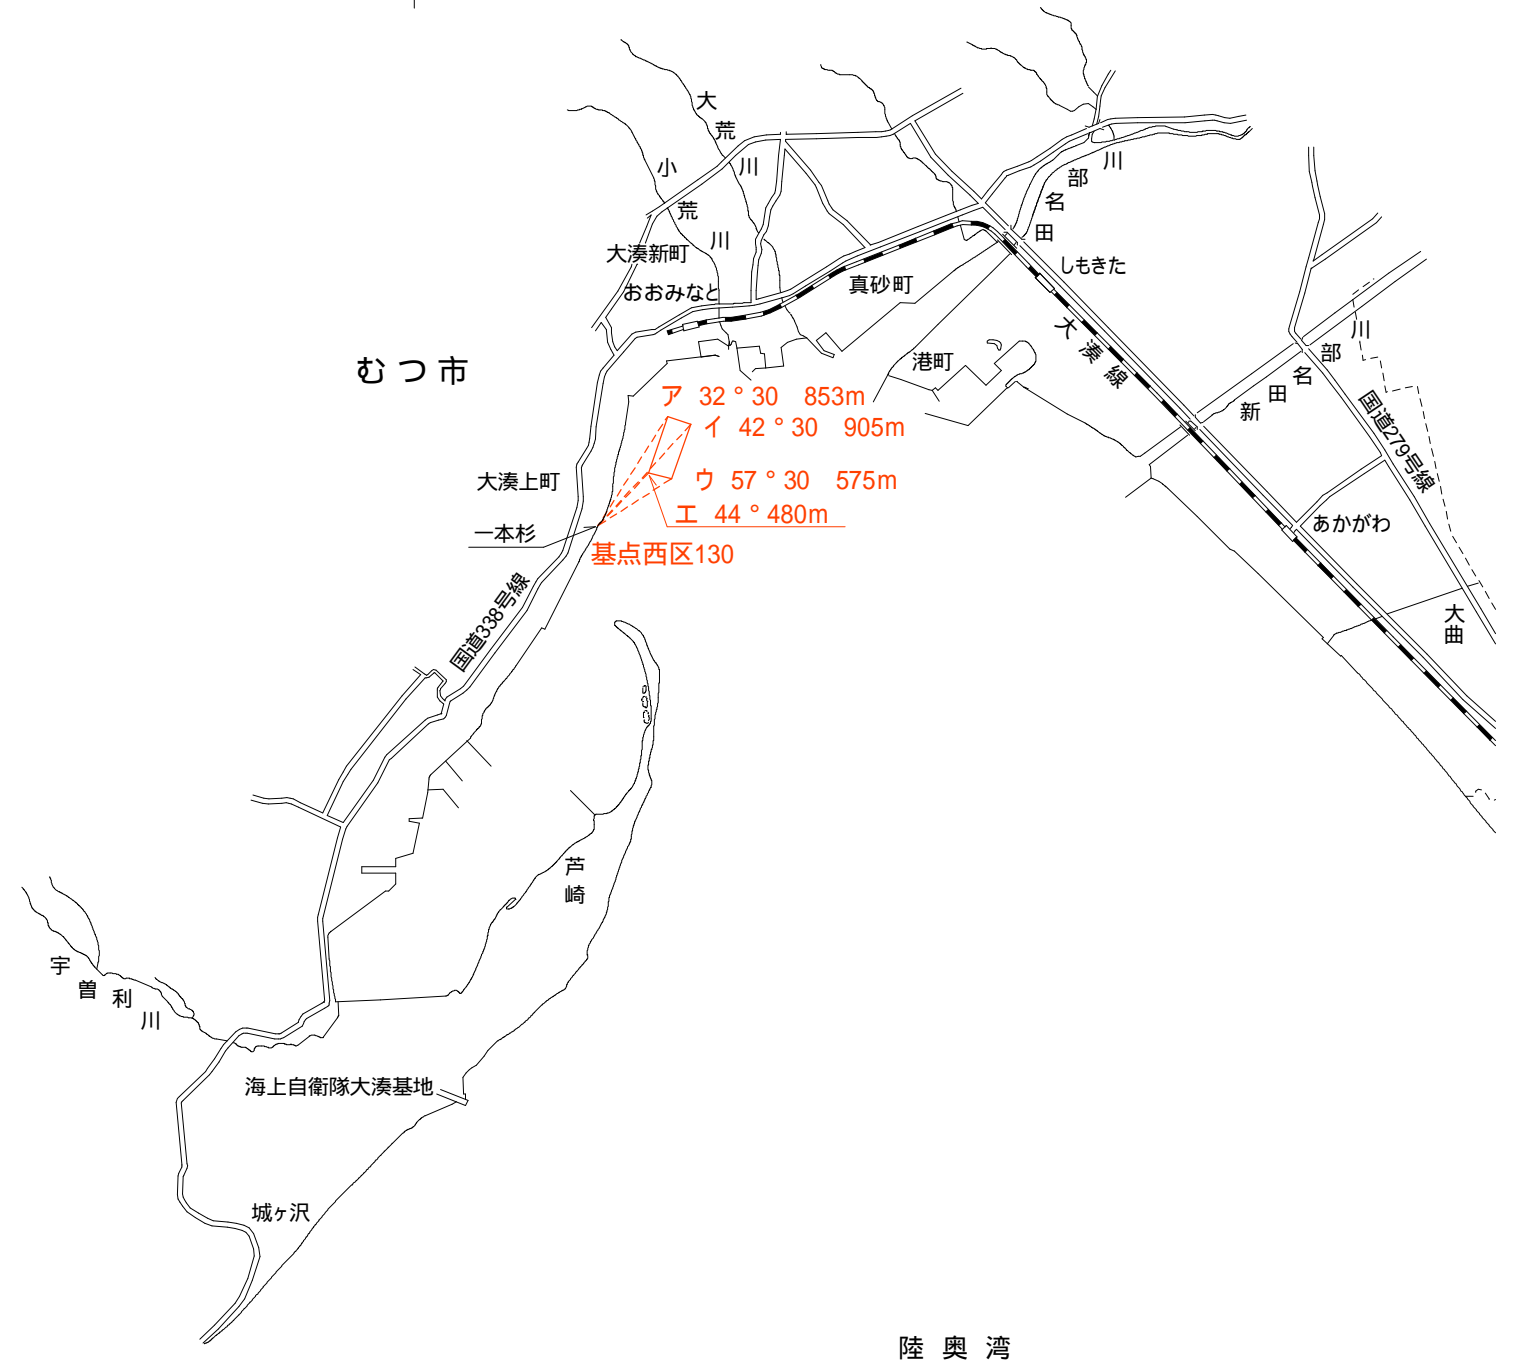 大荒川
小荒川
田名部川
大湊新町
おおみなと
しもきた
真砂町
大湊線
港町
新田名部川
国道279号線
むつ市
ア 32°30 853m
イ 42°30 905m
ウ 57°30 575m
エ 44°480m
大湊上町
一本杉
基点西区130
あかがわ
大曲
国道338号線
芦崎
宇曽利川
海上自衛隊大湊基地
城ヶ沢
陸奥湾